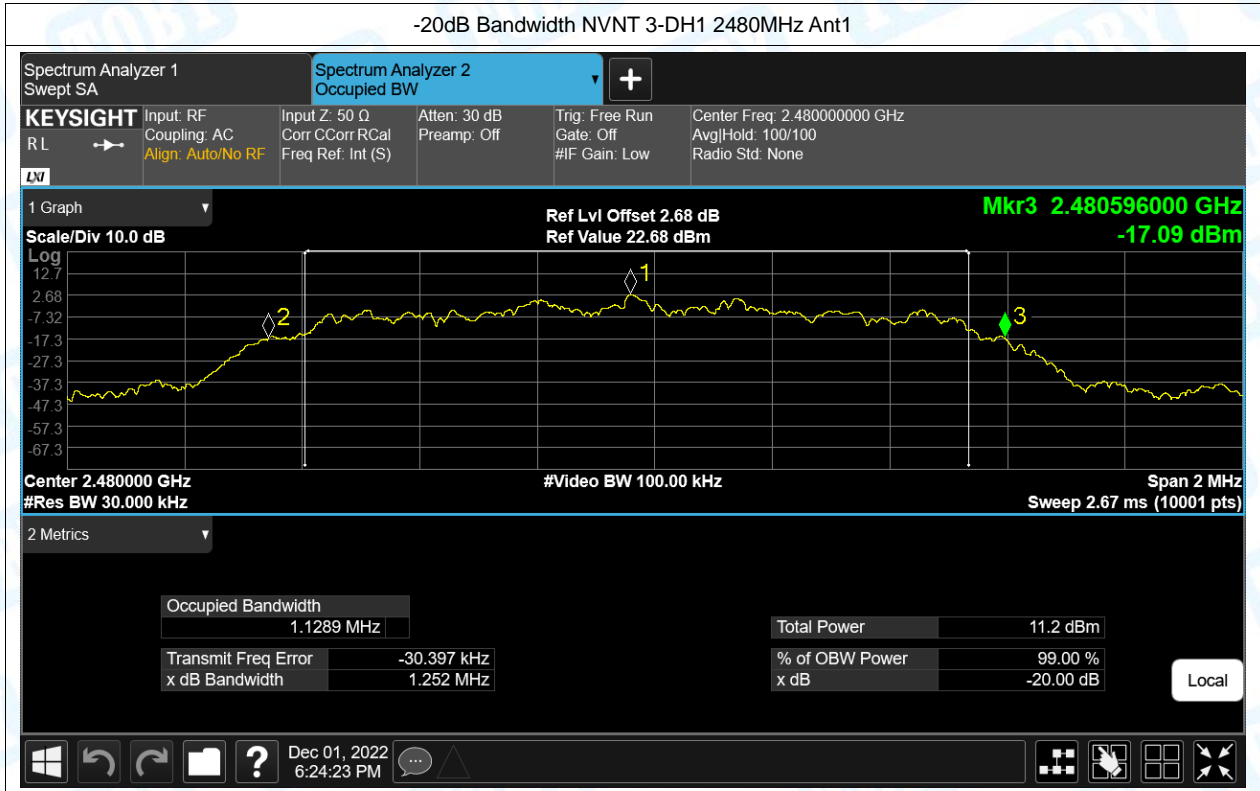 -20dB Bandwidth NVNT 3-DH1 2480MHz Ant1
Spectrum Analyzer 1
Swept SA
Spectrum Analyzer 2
Occupied BW
KEYSIGHT
R L
LXI
Input: RF
Coupling: AC
Align: Auto/No RF
Input Z: 50 Ω
Corr CCorr RCal
Freq Ref: Int (S)
Atten: 30 dB
Preamp: Off
Trig: Free Run
Gate: Off
#IF Gain: Low
Center Freq: 2.480000000 GHz
Avg|Hold: 100/100
Radio Std: None
1 Graph
Scale/Div 10.0 dB
Ref Lvl Offset 2.68 dB
Ref Value 22.68 dBm
Mkr3 2.480596000 GHz
-17.09 dBm
Log
12.7
2.68
-7.32
-17.3
-27.3
-37.3
-47.3
-57.3
-67.3
1
2
3
Center 2.480000 GHz
#Res BW 30.000 kHz
#Video BW 100.00 kHz
Span 2 MHz
Sweep 2.67 ms (10001 pts)
2 Metrics
Occupied Bandwidth
1.1289 MHz
Transmit Freq Error -30.397 kHz
x dB Bandwidth 1.252 MHz
Total Power 11.2 dBm
% of OBW Power 99.00 %
x dB -20.00 dB
Local
?
Dec 01, 2022
6:24:23 PM
TOBY